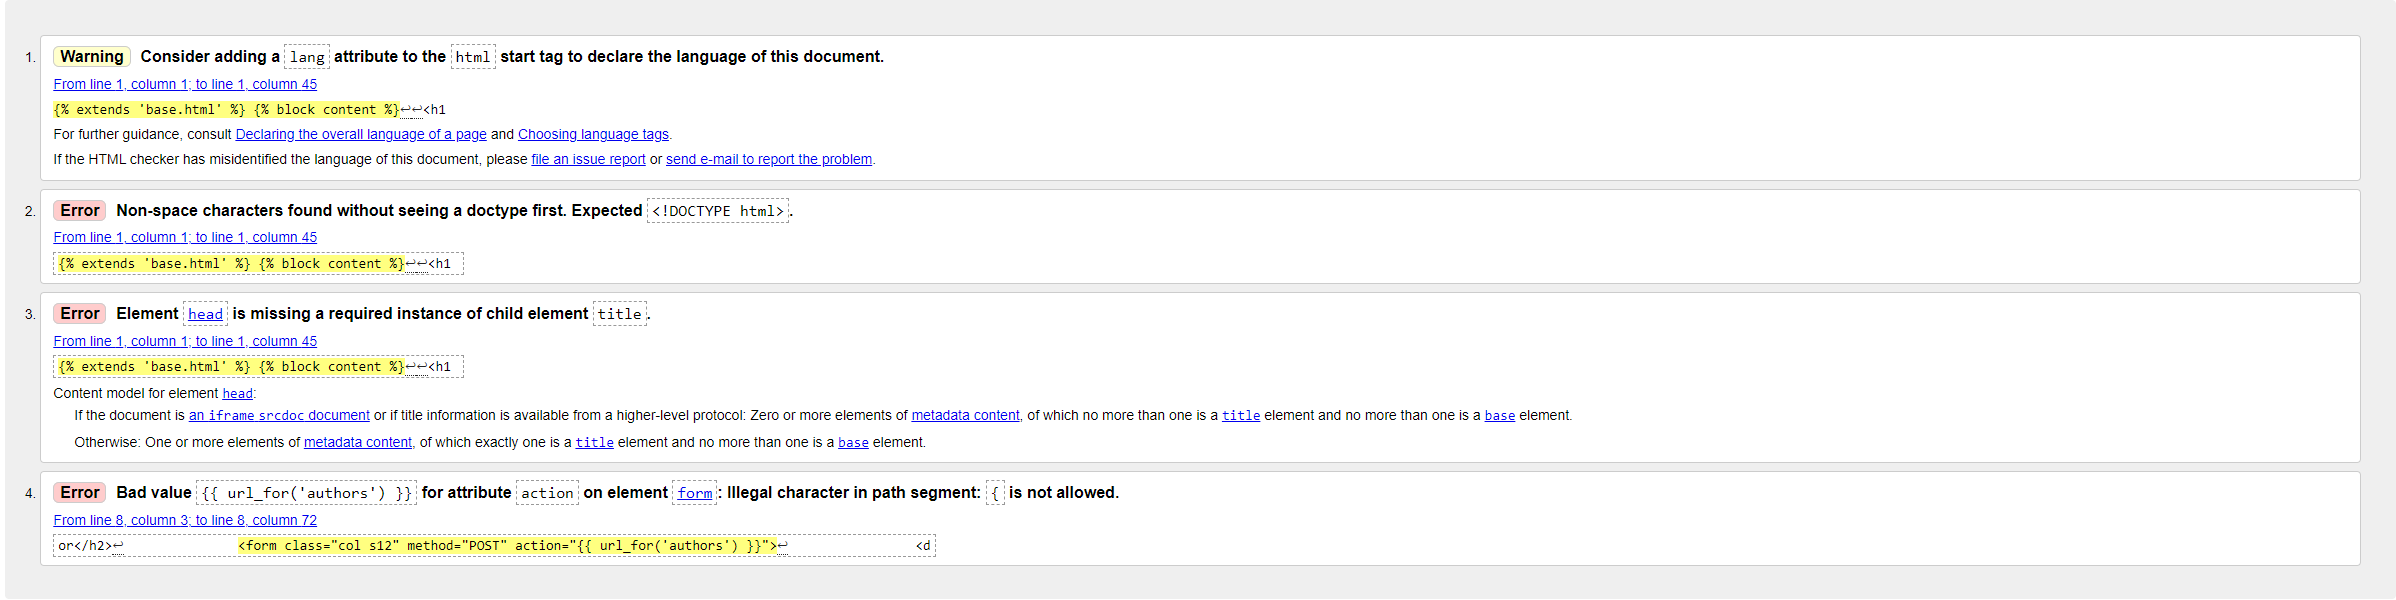 1. Warning Consider adding a lang attribute to the html start tag to declare the language of this document.
From line 1, column 1; to line 1, column 45
{% extends 'base.html' %} {% block content %}↩↩<h1
For further guidance, consult Declaring the overall language of a page and Choosing language tags.
If the HTML checker has misidentified the language of this document, please file an issue report or send e-mail to report the problem.
2. Error Non-space characters found without seeing a doctype first. Expected <!DOCTYPE html>.
From line 1, column 1; to line 1, column 45
{% extends 'base.html' %} {% block content %}↩↩<h1
3. Error Element head is missing a required instance of child element title.
From line 1, column 1; to line 1, column 45
{% extends 'base.html' %} {% block content %}↩↩<h1
Content model for element head:
If the document is an iframe srcdoc document or if title information is available from a higher-level protocol: Zero or more elements of metadata content, of which no more than one is a title element and no more than one is a base element.
Otherwise: One or more elements of metadata content, of which exactly one is a title element and no more than one is a base element.
4. Error Bad value {{ url_for('authors') }} for attribute action on element form: Illegal character in path segment: { is not allowed.
From line 8, column 3; to line 8, column 72
or</h2>↩ <form class="col s12" method="POST" action="{{ url_for('authors') }}">↩ <d